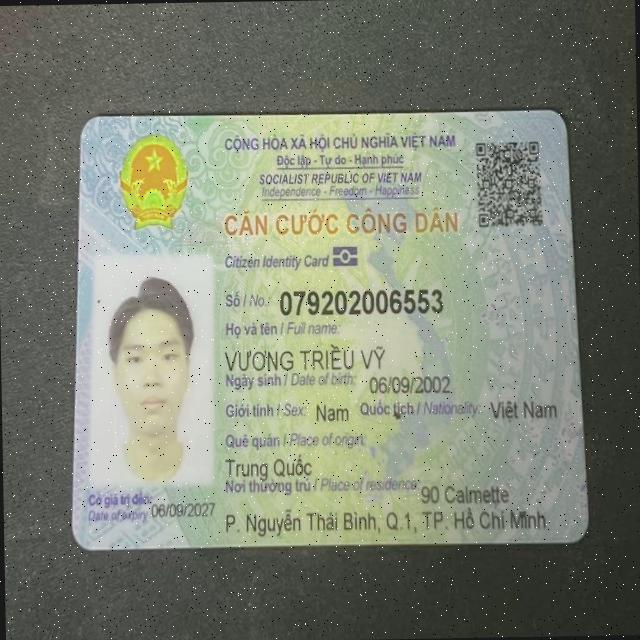 CỘNG HÒA XÃ HỘI CHỦ NGHĨA VIỆT NAM
Độc lập - Tự do - Hạnh phúc
SOCIALIST REPUBLIC OF VIET NAM
Independence - Freedom - Happiness
CĂN CƯỚC CÔNG DÂN
Citizen Identity Card
Số / No.: 079202006553
Họ và tên / Full name:
VƯƠNG TRIỀU VỸ
Ngày sinh / Date of birth: 06/09/2002
Giới tính / Sex: Nam Quốc tịch / Nationality: Việt Nam
Quê quán / Place of origin:
Trung Quốc
Nơi thường trú / Place of residence: 90 Calmette
P. Nguyễn Thái Bình, Q.1, TP. Hồ Chí Minh
Có giá trị đến: 06/09/2027
Date of expiry